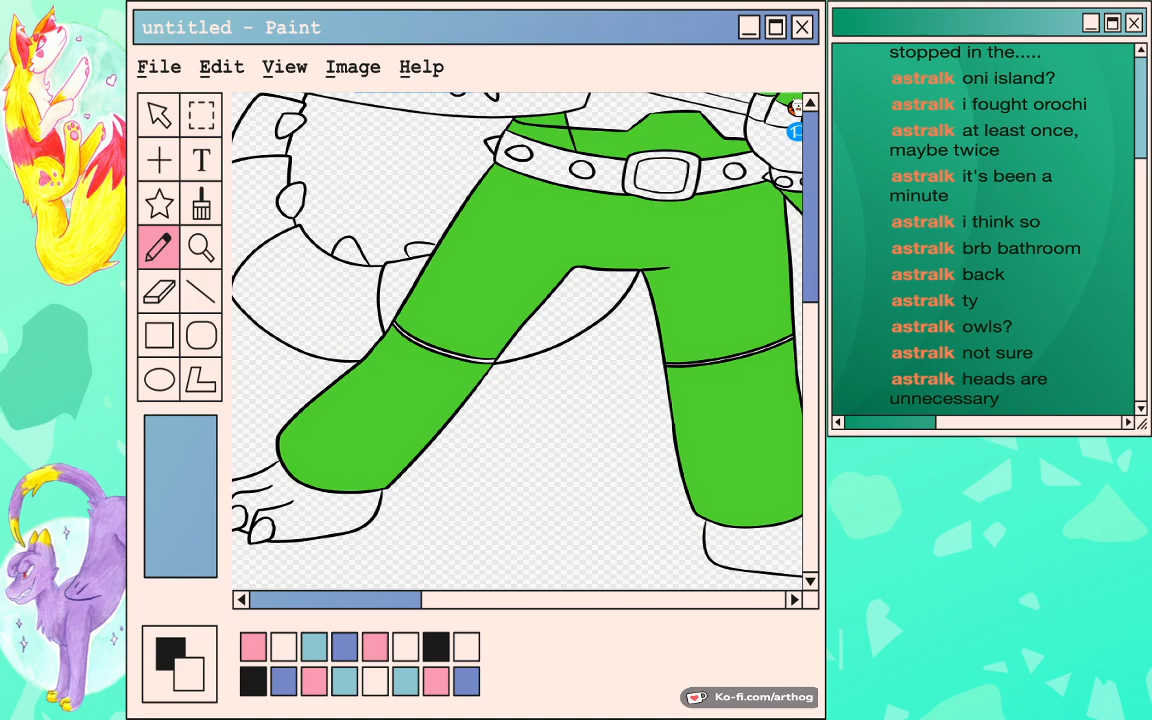 untitled - Paint
File Edit View Image Help
T
Ko-fi.com/arthog
stopped in the.....
astralk oni island?
astralk i fought orochi
astralk at least once,
maybe twice
astralk it's been a
minute
astralk i think so
astralk brb bathroom
astralk back
astralk ty
astralk owls?
astralk not sure
astralk heads are
unnecessary